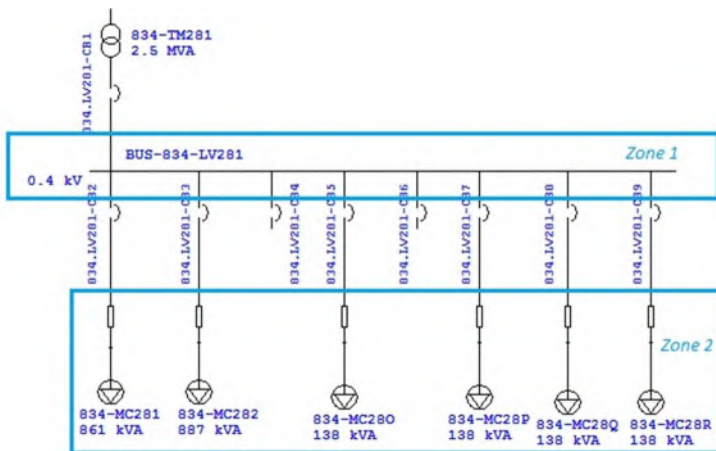 834-TM281
2.5 MVA
834.LV281-CB1
BUS-834-LV281
Zone 1
0.4 kV
834.LV281-CB2
834.LV281-CB3
834.LV281-CB4
834.LV281-CB5
834.LV281-CB6
834.LV281-CB7
834.LV281-CB8
834.LV281-CB9
Zone 2
834-MC281
861 kVA
834-MC282
887 kVA
834-MC28O
138 kVA
834-MC28P
138 kVA
834-MC28Q
138 kVA
834-MC28R
138 kVA